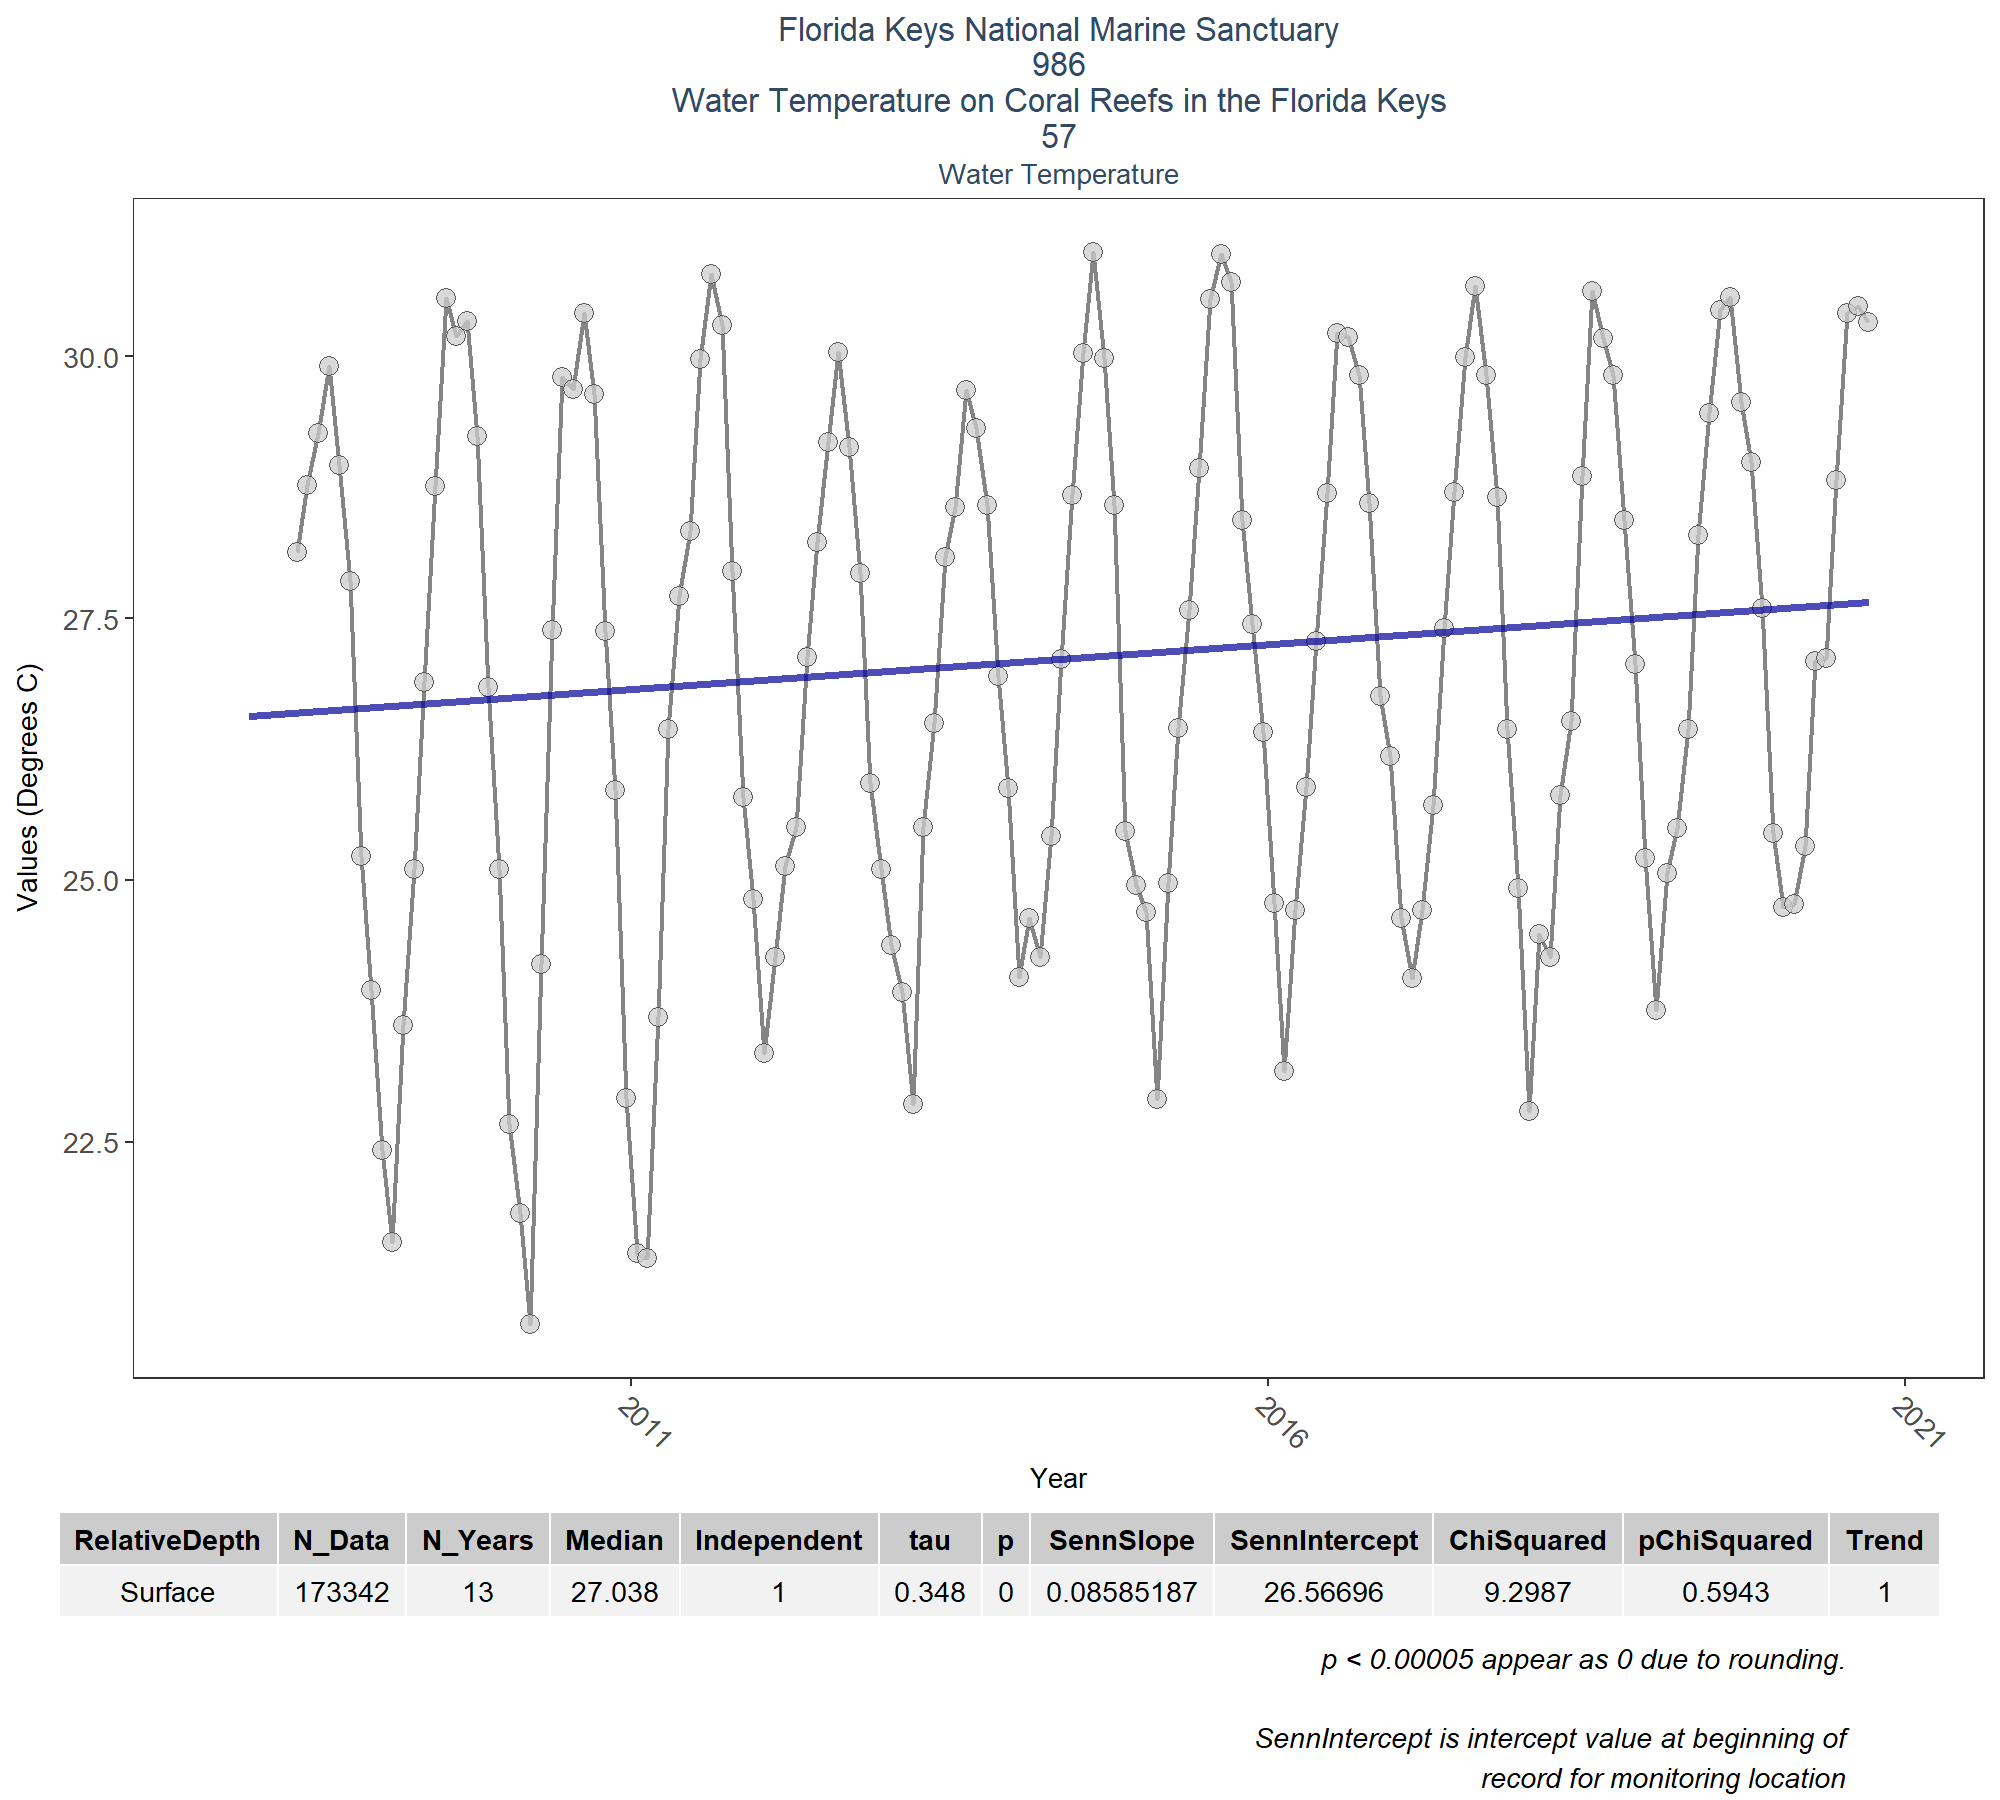 Florida Keys National Marine Sanctuary
986
Water Temperature on Coral Reefs in the Florida Keys
57
Water Temperature
Values (Degrees C)
30.0
27.5
25.0
22.5
2011 2016 2021
Year
RelativeDepth N_Data N_Years Median Independent tau p SennSlope SennIntercept ChiSquared pChiSquared Trend
Surface 173342 13 27.038 1 0.348 0 0.08585187 26.56696 9.2987 0.5943 1
p < 0.00005 appear as 0 due to rounding.
SennIntercept is intercept value at beginning of
record for monitoring location